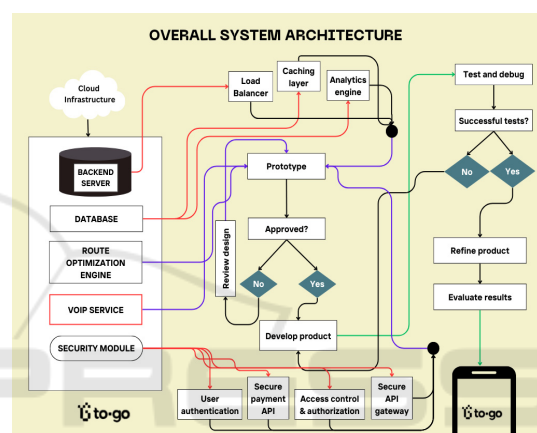 OVERALL SYSTEM ARCHITECTURE
Cloud
Infrastructure
BACKEND
SERVER
DATABASE
ROUTE
OPTIMIZATION
ENGINE
VOIP SERVICE
SECURITY MODULE
to·go
Load
Balancer
Caching
layer
Analytics
engine
Prototype
Approved?
Review design
No
Yes
Develop product
User
authentication
Secure
payment
API
Access control
& authorization
Secure
API
gateway
Test and debug
Successful tests?
No
Yes
Refine product
Evaluate results
to·go